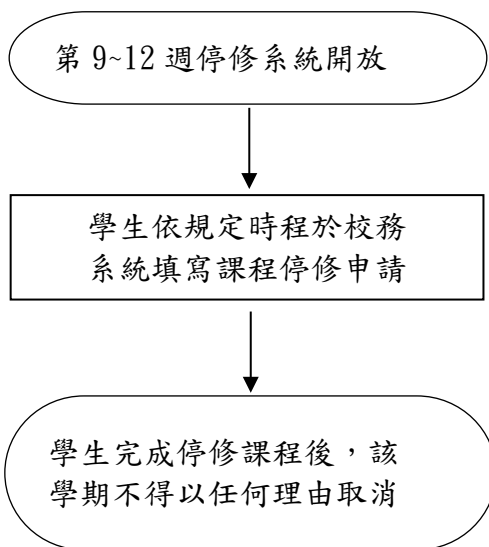 第 9~12 週停修系統開放
學生依規定時程於校務
系統填寫課程停修申請
學生完成停修課程後，該
學期不得以任何理由取消